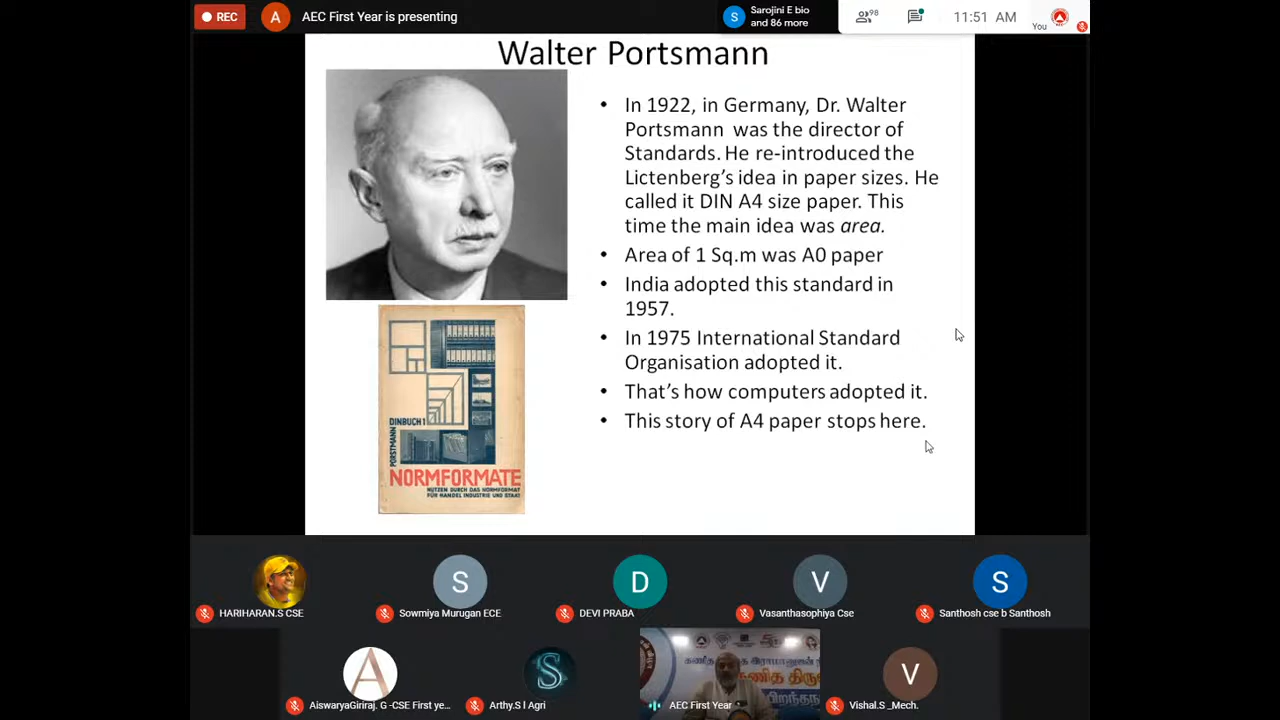 REC
A AEC First Year is presenting
S Sarojini E bio
and 86 more
98
11:51 AM
You
Walter Portsmann
• In 1922, in Germany, Dr. Walter
Portsmann was the director of
Standards. He re-introduced the
Lictenberg's idea in paper sizes. He
called it DIN A4 size paper. This
time the main idea was area.
• Area of 1 Sq.m was A0 paper
• India adopted this standard in
1957.
• In 1975 International Standard
Organisation adopted it.
• That's how computers adopted it.
• This story of A4 paper stops here.
PORSTMANN
DINBUCH 1
NORMFORMATE
NUTZEN DURCH DAS NORMFORMAT
FÜR HANDEL INDUSTRIE UND STAAT
S
D
V
S
HARIHARAN.S CSE
Sowmiya Murugan ECE
DEVI PRABA
Vasanthasophiya Cse
Santhosh cse b Santhosh
A
S
V
AiswaryaGiriraj. G -CSE First ye...
Arthy.S I Agri
AEC First Year
Vishal.S _Mech.